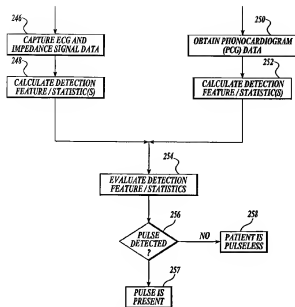 246
CAPTURE ECG AND
IMPEDANCE SIGNAL DATA
248
CALCULATE DETECTION
FEATURE / STATISTIC(S)
250
OBTAIN PHONOCARDIOGRAM
(PCG) DATA
252
CALCULATE DETECTION
FEATURE / STATISTIC(S)
254
EVALUATE DETECTION
FEATURE / STATISTICS
256
PULSE
DETECTED
?
NO
258
PATIENT IS
PULSELESS
257
PULSE IS
PRESENT